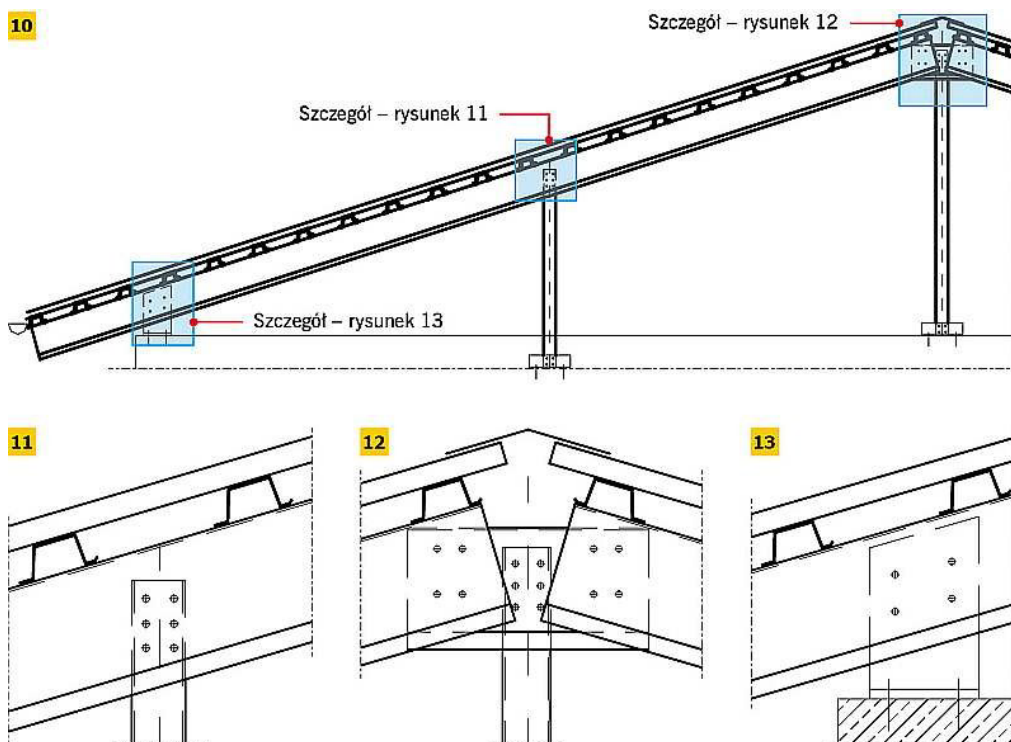 10
Szczegół – rysunek 12
Szczegół – rysunek 11
Szczegół – rysunek 13
11
12
13